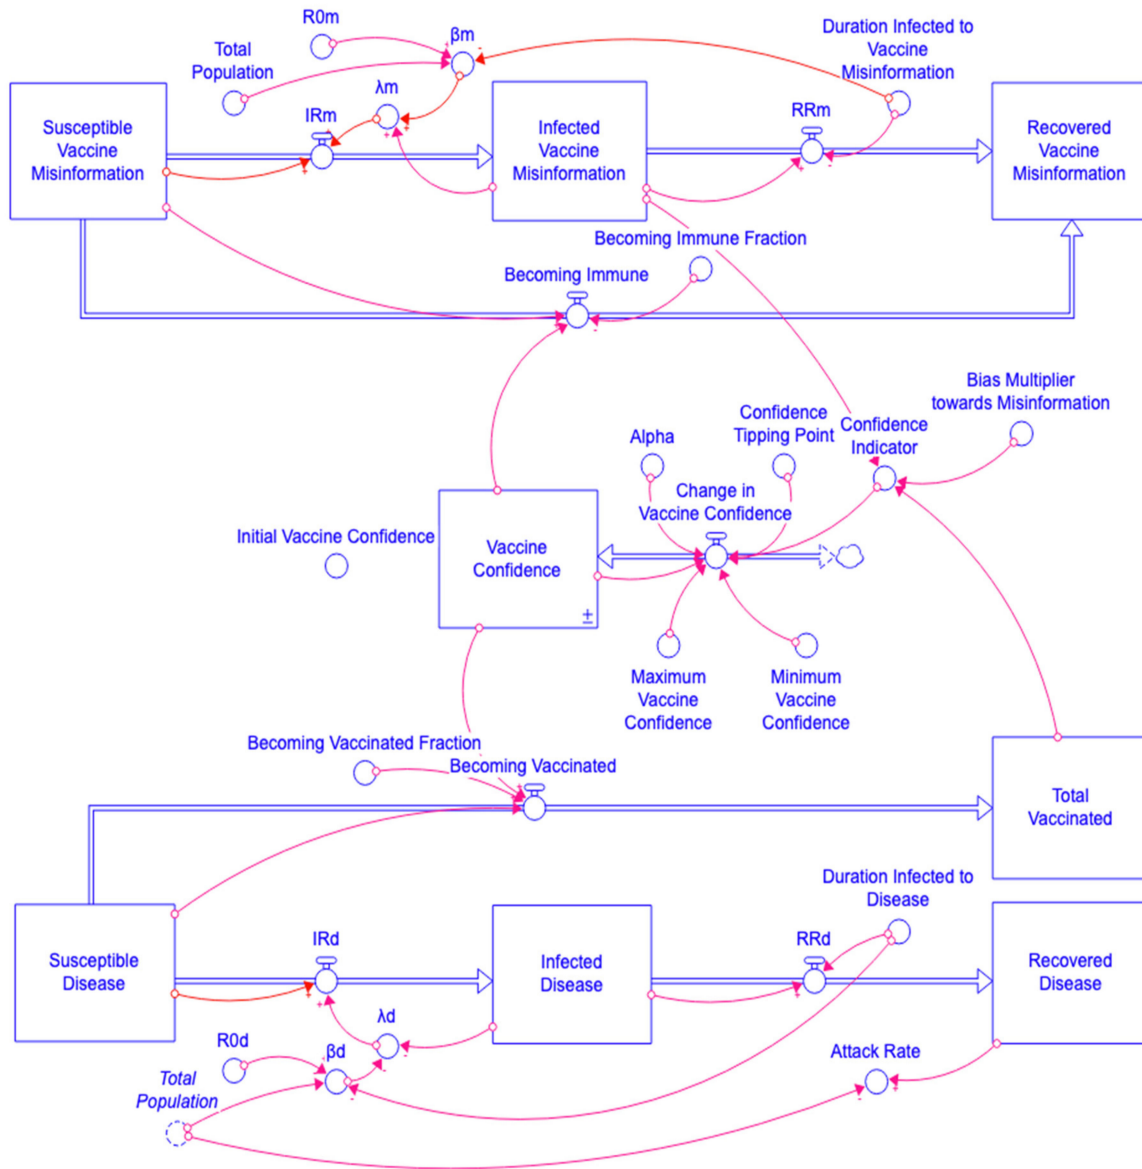 R0m
βm
Total
Population
Duration Infected to
Vaccine
Misinformation
λm
IRm
RRm
Susceptible
Vaccine
Misinformation
Infected
Vaccine
Misinformation
Recovered
Vaccine
Misinformation
Becoming Immune Fraction
Becoming Immune
Bias Multiplier
towards Misinformation
Confidence
Tipping Point
Confidence
Indicator
Alpha
Change in
Vaccine Confidence
Initial Vaccine Confidence
Vaccine
Confidence
±
Maximum
Vaccine
Confidence
Minimum
Vaccine
Confidence
Becoming Vaccinated Fraction
Becoming Vaccinated
Total
Vaccinated
Duration Infected to
Disease
Susceptible
Disease
IRd
Infected
Disease
RRd
Recovered
Disease
λd
R0d
βd
Attack Rate
Total
Population